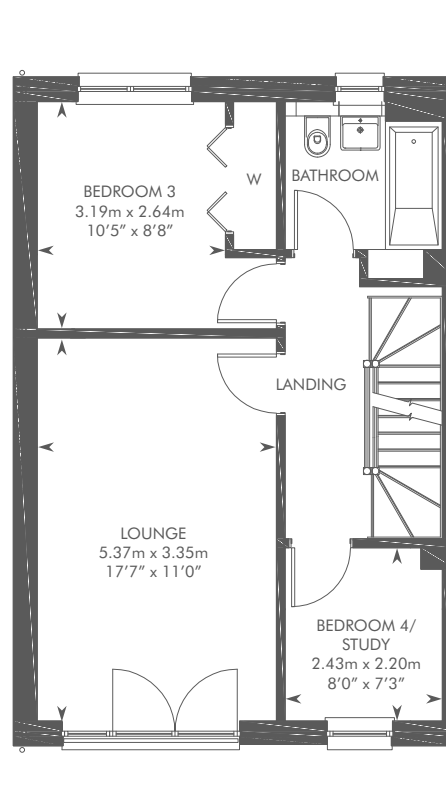 BEDROOM 3
3.19m x 2.64m
10’5” x 8’8”
W
BATHROOM
LANDING
LOUNGE
5.37m x 3.35m
17’7” x 11’0”
BEDROOM 4/
STUDY
2.43m x 2.20m
8’0” x 7’3”